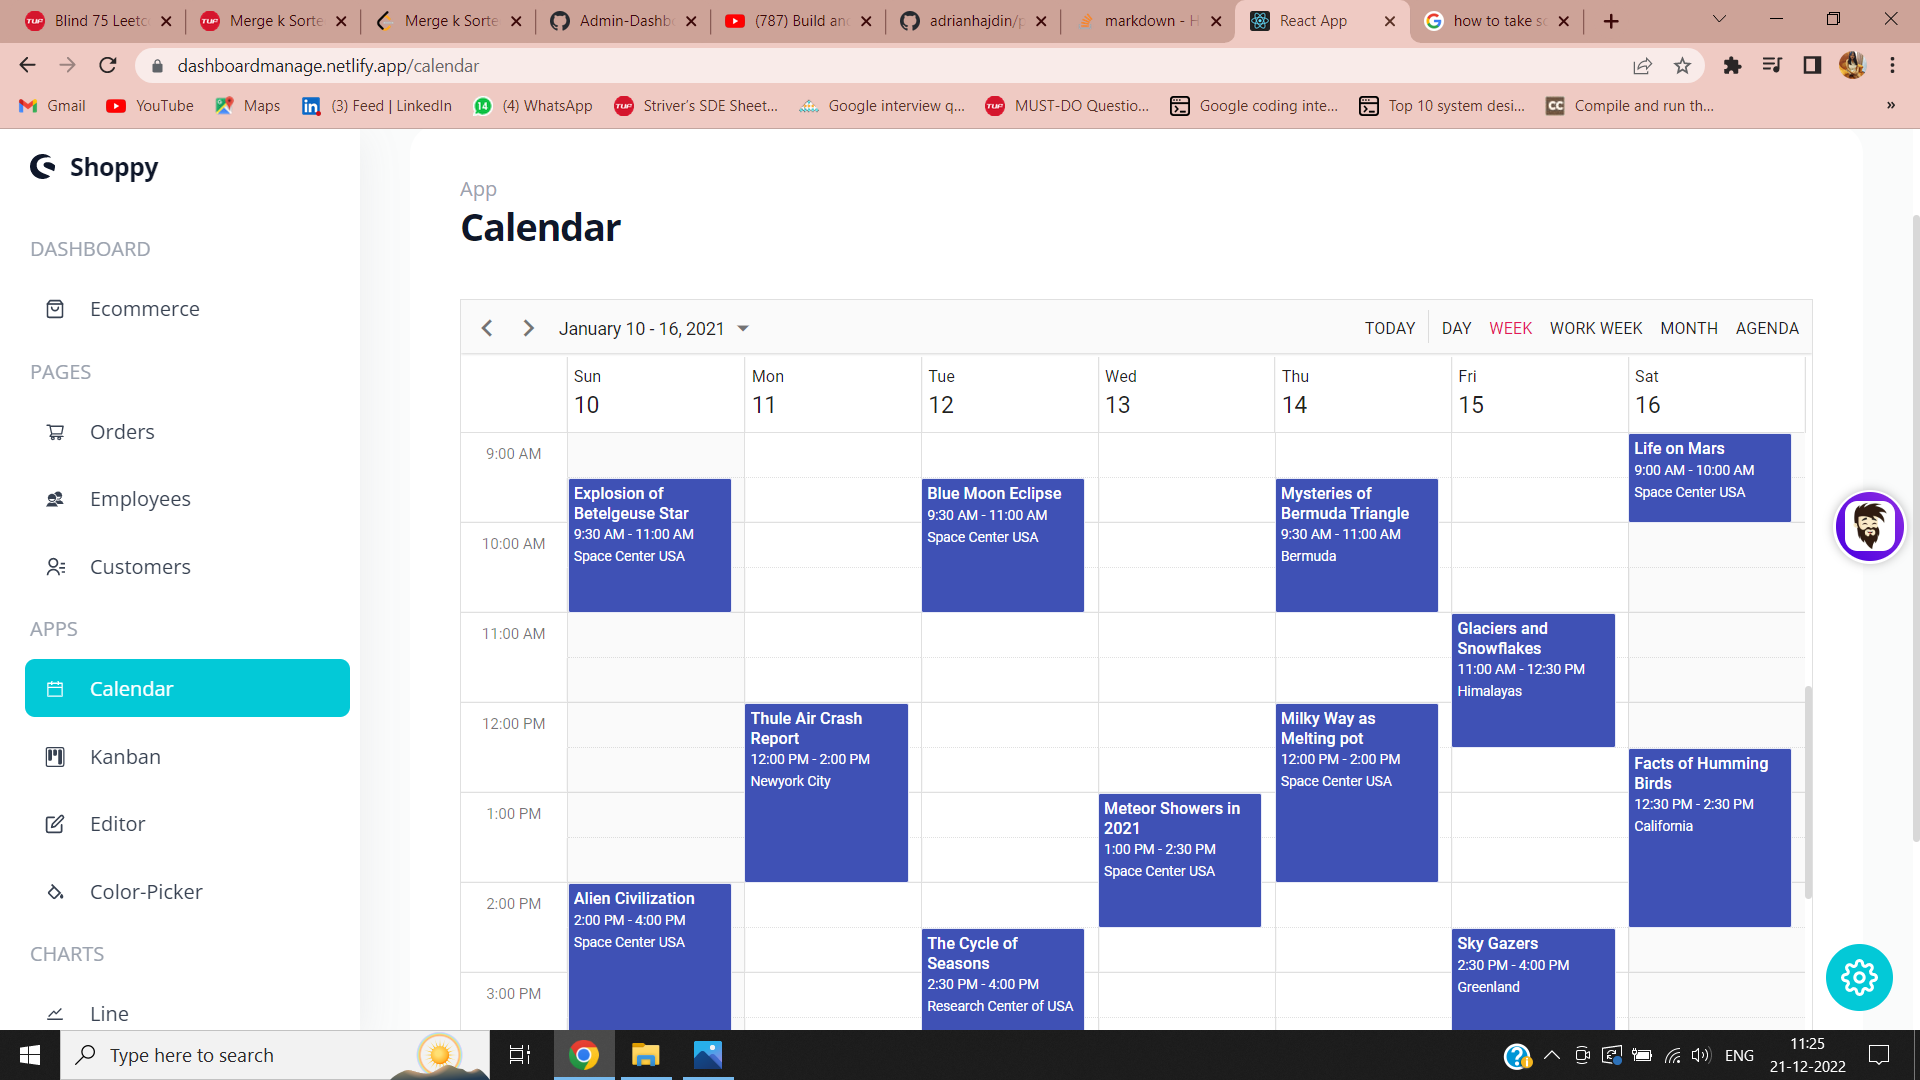 Blind 75 Leetc
Merge k Sorte
Merge k Sorte
Admin-Dashbo
(787) Build and
adrianhajdin/p
markdown - H
React App
how to take sc
dashboardmanage.netlify.app/calendar
Gmail
YouTube
Maps
(3) Feed | LinkedIn
(4) WhatsApp
Striver's SDE Sheet...
Google interview q...
MUST-DO Questio...
Google coding inte...
Top 10 system desi...
Compile and run th...
»
Shoppy
DASHBOARD
Ecommerce
PAGES
Orders
Employees
Customers
APPS
Calendar
Kanban
Editor
Color-Picker
CHARTS
Line
App
Calendar
January 10 - 16, 2021
TODAY
DAY
WEEK
WORK WEEK
MONTH
AGENDA
Sun
10
Mon
11
Tue
12
Wed
13
Thu
14
Fri
15
Sat
16
9:00 AM
10:00 AM
11:00 AM
12:00 PM
1:00 PM
2:00 PM
3:00 PM
Explosion of
Betelgeuse Star
9:30 AM - 11:00 AM
Space Center USA
Alien Civilization
2:00 PM - 4:00 PM
Space Center USA
Thule Air Crash
Report
12:00 PM - 2:00 PM
Newyork City
Blue Moon Eclipse
9:30 AM - 11:00 AM
Space Center USA
The Cycle of
Seasons
2:30 PM - 4:00 PM
Research Center of USA
Meteor Showers in
2021
1:00 PM - 2:30 PM
Space Center USA
Mysteries of
Bermuda Triangle
9:30 AM - 11:00 AM
Bermuda
Milky Way as
Melting pot
12:00 PM - 2:00 PM
Space Center USA
Glaciers and
Snowflakes
11:00 AM - 12:30 PM
Himalayas
Sky Gazers
2:30 PM - 4:00 PM
Greenland
Life on Mars
9:00 AM - 10:00 AM
Space Center USA
Facts of Humming
Birds
12:30 PM - 2:30 PM
California
Type here to search
ENG
11:25
21-12-2022